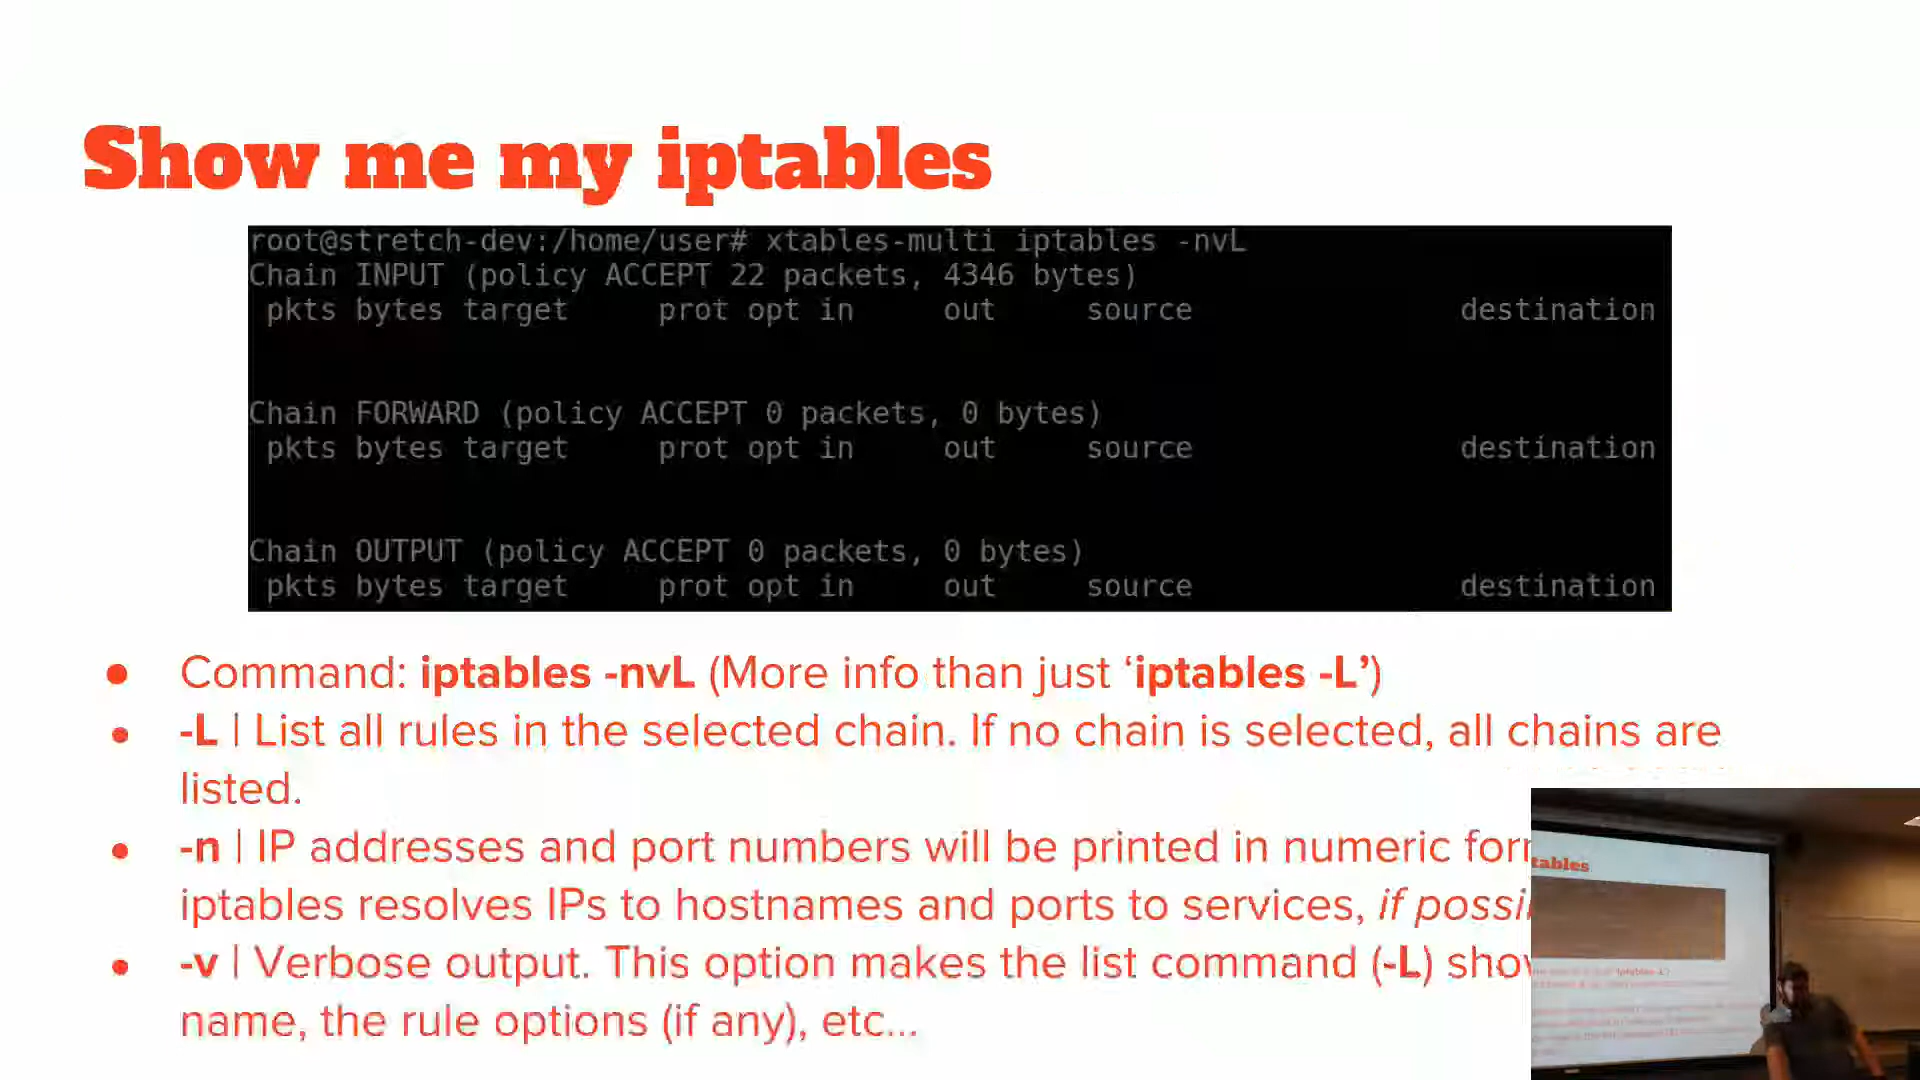 Show me my iptables
root@stretch-dev:/home/user# xtables-multi iptables -nvL
Chain INPUT (policy ACCEPT 22 packets, 4346 bytes)
pkts bytes target prot opt in out source destination
Chain FORWARD (policy ACCEPT 0 packets, 0 bytes)
pkts bytes target prot opt in out source destination
Chain OUTPUT (policy ACCEPT 0 packets, 0 bytes)
pkts bytes target prot opt in out source destination
● Command: iptables -nvL (More info than just ‘iptables -L’)
● -L | List all rules in the selected chain. If no chain is selected, all chains are
listed.
● -n | IP addresses and port numbers will be printed in numeric
iptables resolves IPs to hostnames and ports to services, if
● -v | Verbose output. This option makes the list command (-L)
name, the rule options (if any), etc...
tables